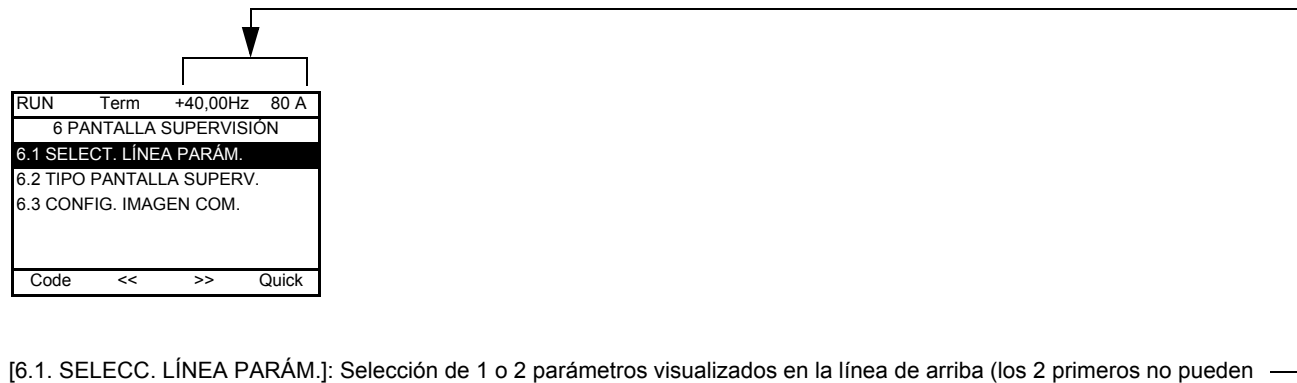 RUN Term +40,00Hz 80 A
6 PANTALLA SUPERVISIÓN
6.1 SELECT. LÍNEA PARÁM.
6.2 TIPO PANTALLA SUPERV.
6.3 CONFIG. IMAGEN COM.
Code << >> Quick
[6.1. SELECC. LÍNEA PARÁM.]: Selección de 1 o 2 parámetros visualizados en la línea de arriba (los 2 primeros no pueden